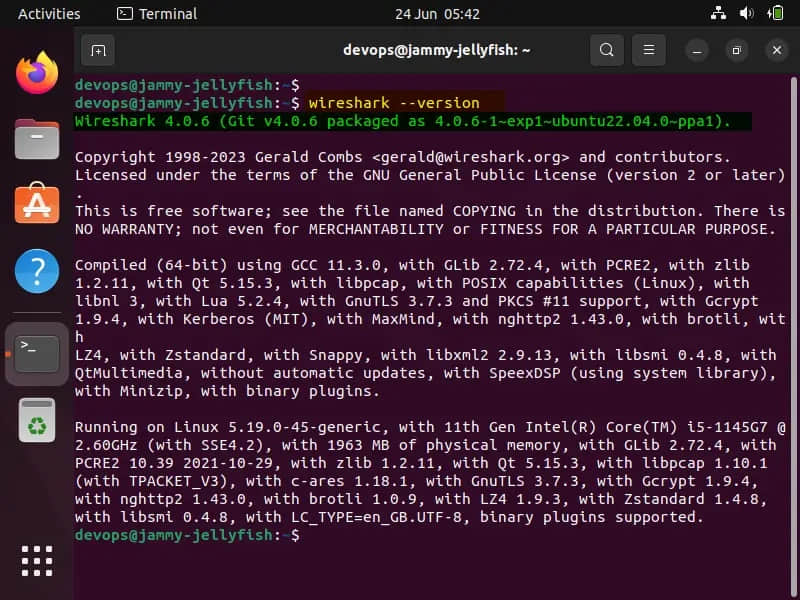 Activities Terminal 24 Jun 05:42
devops@jammy-jellyfish: ~
devops@jammy-jellyfish:~$
devops@jammy-jellyfish:~$ wireshark --version
Wireshark 4.0.6 (Git v4.0.6 packaged as 4.0.6-1~exp1~ubuntu22.04.0~ppa1).
Copyright 1998-2023 Gerald Combs <gerald@wireshark.org> and contributors.
Licensed under the terms of the GNU General Public License (version 2 or later)
.
This is free software; see the file named COPYING in the distribution. There is
NO WARRANTY; not even for MERCHANTABILITY or FITNESS FOR A PARTICULAR PURPOSE.
Compiled (64-bit) using GCC 11.3.0, with GLib 2.72.4, with PCRE2, with zlib
1.2.11, with Qt 5.15.3, with libpcap, with POSIX capabilities (Linux), with
libnl 3, with Lua 5.2.4, with GnuTLS 3.7.3 and PKCS #11 support, with Gcrypt
1.9.4, with Kerberos (MIT), with MaxMind, with nghttp2 1.43.0, with brotli, wit
h
LZ4, with Zstandard, with Snappy, with libxml2 2.9.13, with libsmi 0.4.8, with
QtMultimedia, without automatic updates, with SpeexDSP (using system library),
with Minizip, with binary plugins.
Running on Linux 5.19.0-45-generic, with 11th Gen Intel(R) Core(TM) i5-1145G7 @
2.60GHz (with SSE4.2), with 1963 MB of physical memory, with GLib 2.72.4, with
PCRE2 10.39 2021-10-29, with zlib 1.2.11, with Qt 5.15.3, with libpcap 1.10.1
(with TPACKET_V3), with c-ares 1.18.1, with GnuTLS 3.7.3, with Gcrypt 1.9.4,
with nghttp2 1.43.0, with brotli 1.0.9, with LZ4 1.9.3, with Zstandard 1.4.8,
with libsmi 0.4.8, with LC_TYPE=en_GB.UTF-8, binary plugins supported.
devops@jammy-jellyfish:~$